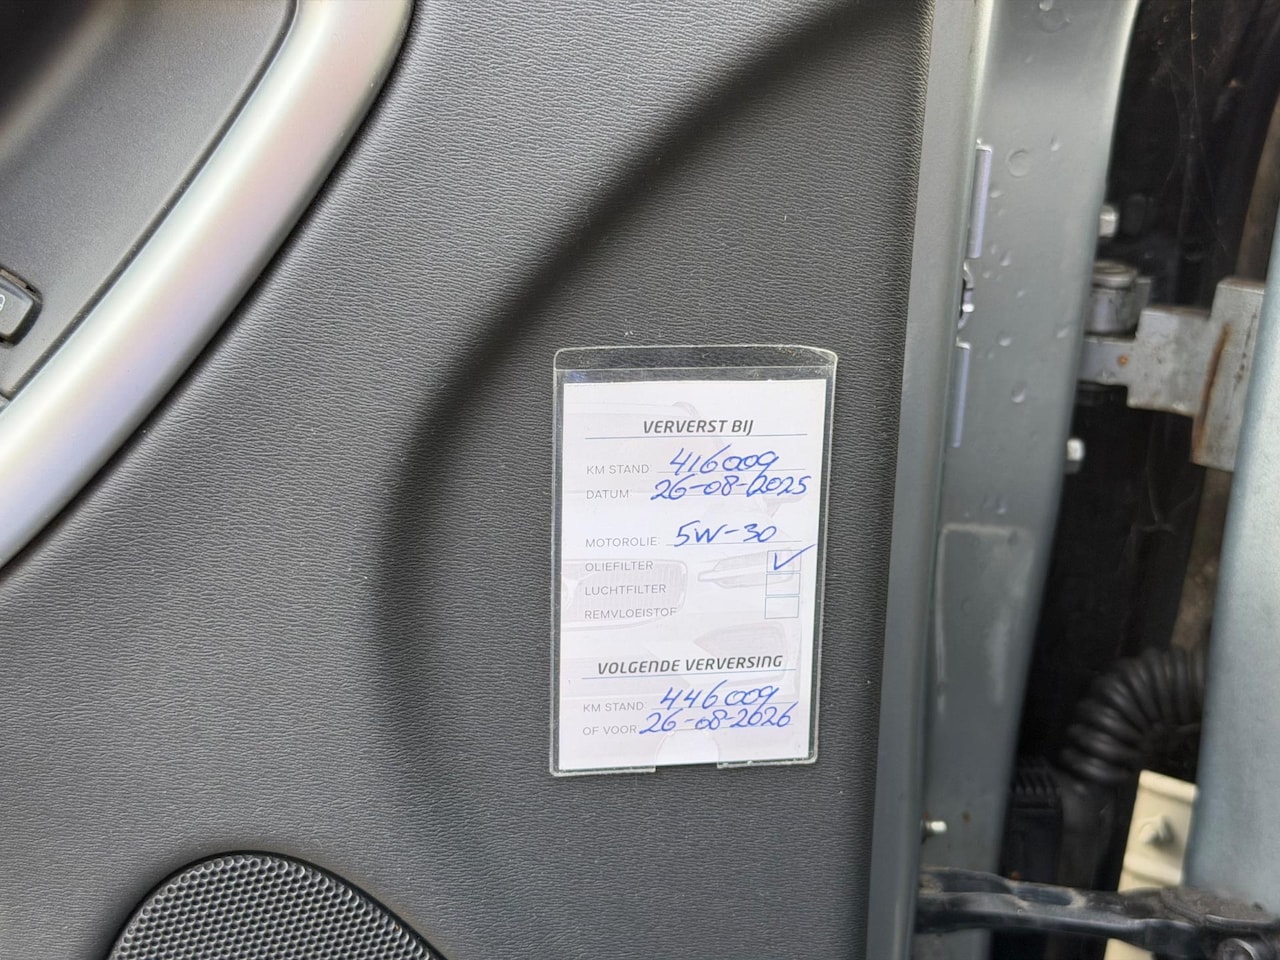 VERVERST BIJ
KM STAND 416009
DATUM: 26-08-2025
MOTOROLIE: 5W-30
OLIEFILTER
LUCHTFILTER
REMVLOEISTOF
VOLGENDE VERVERSING
KM STAND: 446009
OF VOOR: 26-08-2026